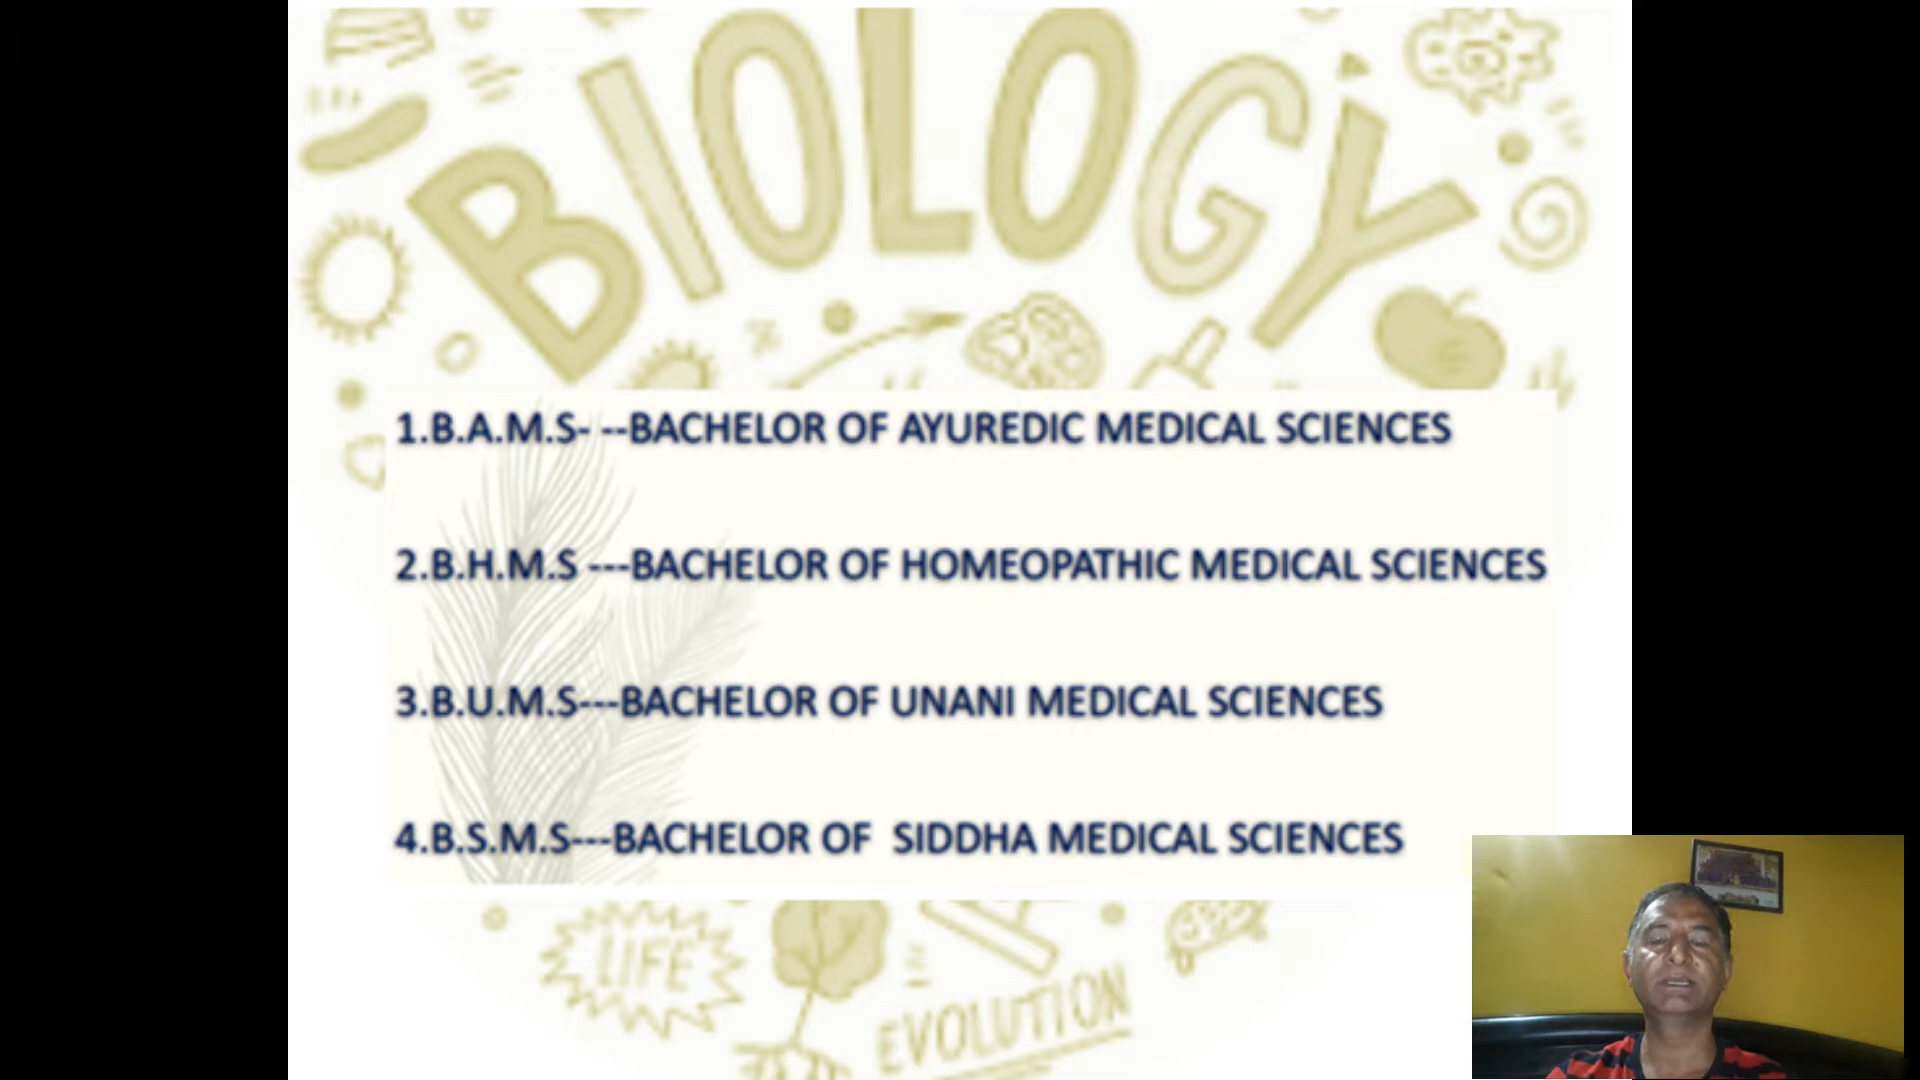 BIOLOGY
1.B.A.M.S- --BACHELOR OF AYUREDIC MEDICAL SCIENCES
2.B.H.M.S ---BACHELOR OF HOMEOPATHIC MEDICAL SCIENCES
3.B.U.M.S---BACHELOR OF UNANI MEDICAL SCIENCES
4.B.S.M.S---BACHELOR OF  SIDDHA MEDICAL SCIENCES
LIFE
EVOLUTION